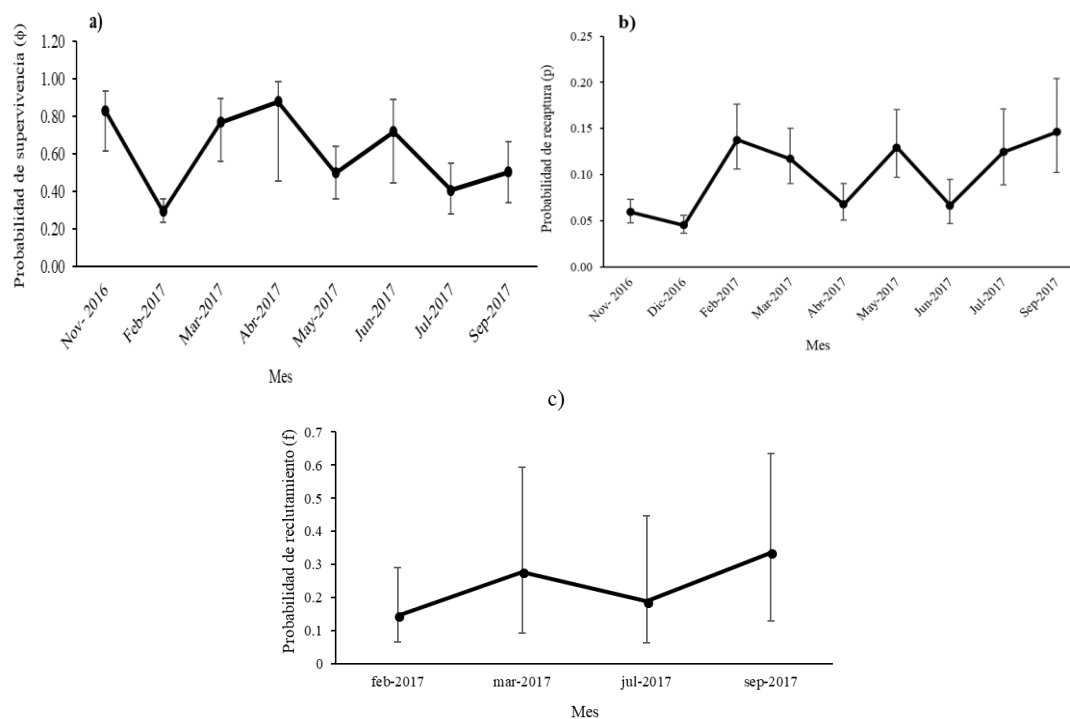 a)
Probabilidad de supervivencia (ϕ)
1.20
1.00
0.80
0.60
0.40
0.20
0.00
Nov- 2016
Feb-2017
Mar-2017
Abr-2017
May-2017
Jun-2017
Jul-2017
Sep-2017
Mes
b)
Probabilidad de recaptura (p)
0.25
0.20
0.15
0.10
0.05
0.00
Nov- 2016
Dic-2016
Feb-2017
Mar-2017
Abr-2017
May-2017
Jun-2017
Jul-2017
Sep-2017
Mes
c)
Probabilidad de reclutamiento (f)
0.7
0.6
0.5
0.4
0.3
0.2
0.1
0
feb-2017
mar-2017
jul-2017
sep-2017
Mes